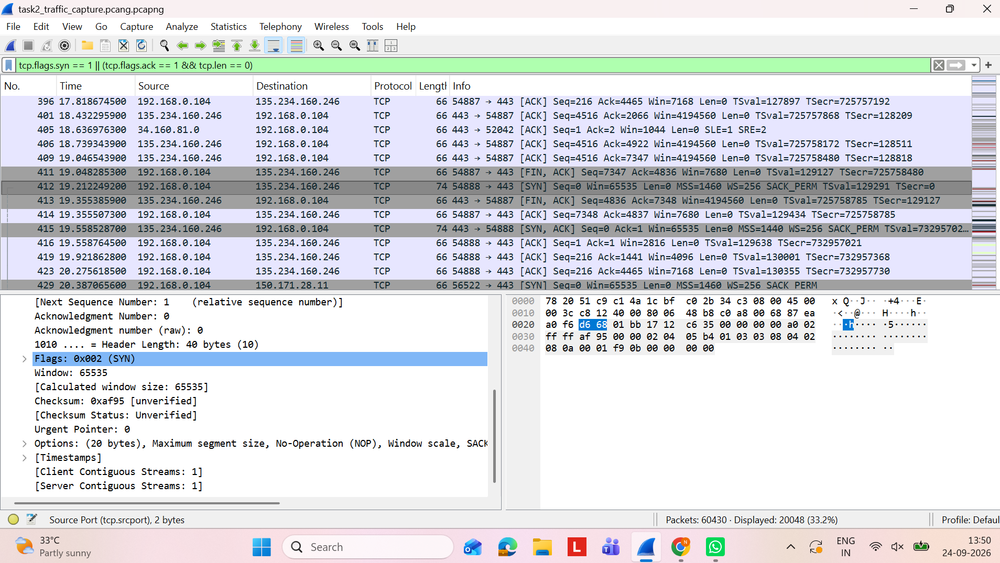 task2_traffic_capture.pcang.pcapng
File Edit View Go Capture Analyze Statistics Telephony Wireless Tools Help
tcp.flags.syn == 1 || (tcp.flags.ack == 1 && tcp.len == 0)
No. Time Source Destination Protocol Length Info
396 17.818674500 192.168.0.104 135.234.160.246 TCP 66 54887 → 443 [ACK] Seq=216 Ack=4465 Win=7168 Len=0 TSval=127897 TSecr=725757192
401 18.432295900 135.234.160.246 192.168.0.104 TCP 66 443 → 54887 [ACK] Seq=4516 Ack=2066 Win=4194560 Len=0 TSval=725757868 TSecr=128209
405 18.636976300 34.160.81.0 192.168.0.104 TCP 66 443 → 52042 [ACK] Seq=1 Ack=2 Win=1044 Len=0 SLE=1 SRE=2
406 18.739343900 135.234.160.246 192.168.0.104 TCP 66 443 → 54887 [ACK] Seq=4516 Ack=4922 Win=4194560 Len=0 TSval=725758172 TSecr=128511
409 19.046543900 135.234.160.246 192.168.0.104 TCP 66 443 → 54887 [ACK] Seq=4516 Ack=7347 Win=4194560 Len=0 TSval=725758480 TSecr=128818
411 19.048285300 192.168.0.104 135.234.160.246 TCP 66 54887 → 443 [FIN, ACK] Seq=7347 Ack=4836 Win=7680 Len=0 TSval=129127 TSecr=725758480
412 19.212249200 192.168.0.104 135.234.160.246 TCP 74 54888 → 443 [SYN] Seq=0 Win=65535 Len=0 MSS=1460 WS=256 SACK_PERM TSval=129291 TSecr=0
413 19.355385900 135.234.160.246 192.168.0.104 TCP 66 443 → 54887 [FIN, ACK] Seq=4836 Ack=7348 Win=4194560 Len=0 TSval=725758785 TSecr=129127
414 19.355507300 192.168.0.104 135.234.160.246 TCP 66 54887 → 443 [ACK] Seq=7348 Ack=4837 Win=7680 Len=0 TSval=129434 TSecr=725758785
415 19.558528700 135.234.160.246 192.168.0.104 TCP 74 443 → 54888 [SYN, ACK] Seq=0 Ack=1 Win=65535 Len=0 MSS=1440 WS=256 SACK_PERM TSval=73295702…
416 19.558764500 192.168.0.104 135.234.160.246 TCP 66 54888 → 443 [ACK] Seq=1 Ack=1 Win=2816 Len=0 TSval=129638 TSecr=732957021
419 19.921862800 192.168.0.104 135.234.160.246 TCP 66 54888 → 443 [ACK] Seq=216 Ack=1441 Win=4096 Len=0 TSval=130001 TSecr=732957368
423 20.275618500 192.168.0.104 135.234.160.246 TCP 66 54888 → 443 [ACK] Seq=216 Ack=4465 Win=7168 Len=0 TSval=130355 TSecr=732957730
429 20.387065600 192.168.0.104 150.171.28.11 TCP 66 56522 → 443 [SYN] Seq=0 Win=65535 Len=0 MSS=1460 WS=256 SACK_PERM
[Next Sequence Number: 1 (relative sequence number)]
Acknowledgment Number: 0
Acknowledgment number (raw): 0
1010 .... = Header Length: 40 bytes (10)
Flags: 0x002 (SYN)
Window: 65535
[Calculated window size: 65535]
Checksum: 0xaf95 [unverified]
[Checksum Status: Unverified]
Urgent Pointer: 0
Options: (20 bytes), Maximum segment size, No-Operation (NOP), Window scale, SACK
[Timestamps]
[Client Contiguous Streams: 1]
[Server Contiguous Streams: 1]
0000 78 20 51 c9 c1 4a 1c bf c0 2b 34 c3 08 00 45 00 x Q··J·· ·+4···E·
0010 00 3c c8 12 40 00 80 06 48 b8 c0 a8 00 68 87 ea ·<··@··· H····h··
0020 a0 f6 d6 68 01 bb 17 12 c6 35 00 00 00 00 a0 02 ···h···· ·5······
0030 ff ff af 95 00 00 02 04 05 b4 01 03 03 08 04 02 ········ ········
0040 08 0a 00 01 f9 0b 00 00 00 00 ········ ··
Source Port (tcp.srcport), 2 bytes
Packets: 60430 · Displayed: 20048 (33.2%)
Profile: Defaul
33°C
Partly sunny
Search
ENG
IN
13:50
24-09-2026